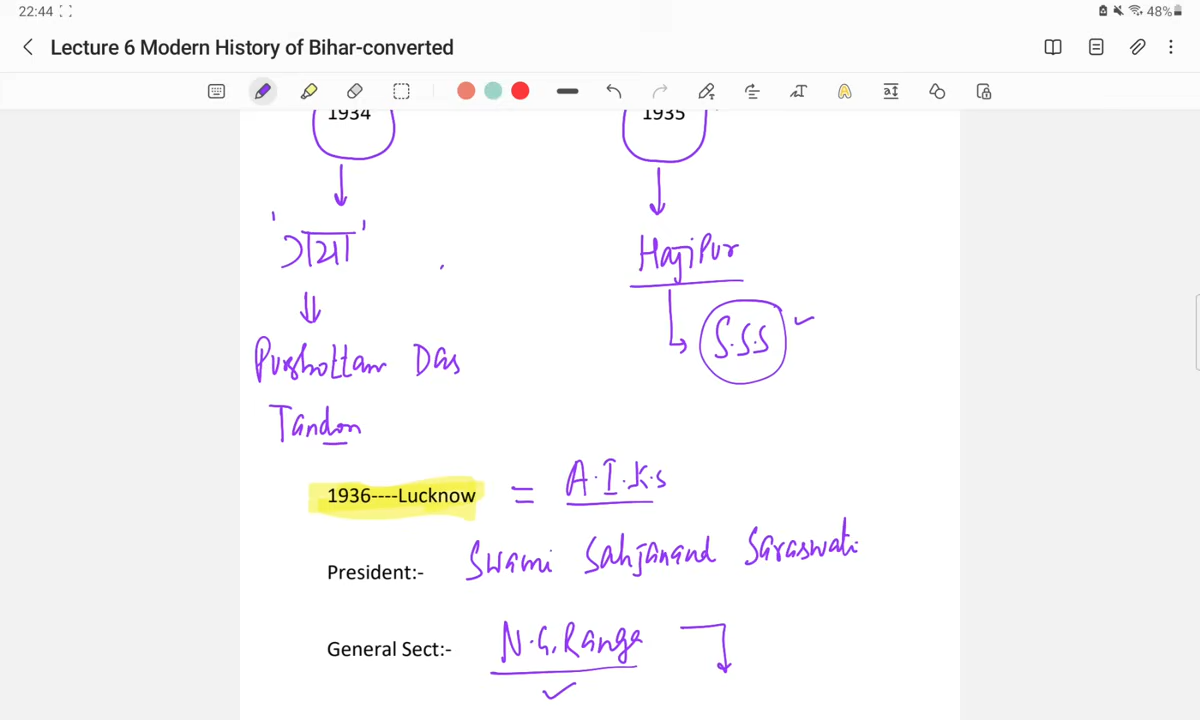 22:44
48%
Lecture 6 Modern History of Bihar-converted
1934
1935
'गया'
Hajipur
S.S.S
Purshottam Das
Tandon
1936----Lucknow = A.I.K.S
President:- Swami Sahjanand Saraswati
General Sect:- N.G. Ranga